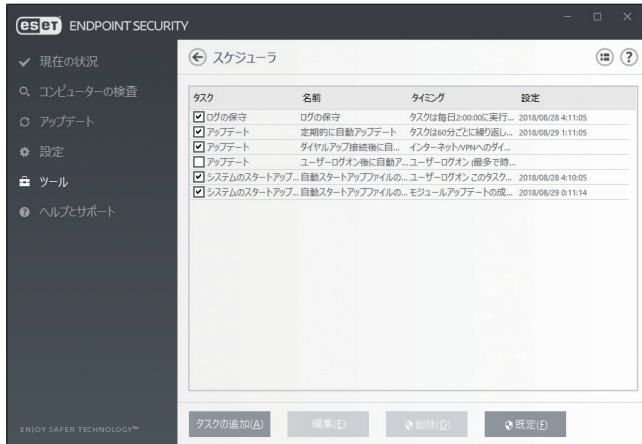 eset ENDPOINT SECURITY
現在の状況
コンピューターの検査
アップデート
設定
ツール
ヘルプとサポート
ENJOY SAFER TECHNOLOGY™
スケジューラ
タスク 名前 タイミング 設定
ログの保守 ログの保守 タスクは毎日2:00:00に実行... 2018/08/28 4:11:05
アップデート 定期的に自動アップデート タスクは60分ごとに繰り返し... 2018/08/29 1:11:05
アップデート ダイヤルアップ接続後に自... インターネット/VPNへのダイ...
アップデート ユーザーログオン後に自動ア... ユーザーログオン (最多で時...
システムのスタートアップ... 自動スタートアップファイルの... ユーザーログオン このタスク... 2018/08/28 4:10:05
システムのスタートアップ... 自動スタートアップファイルの... モジュールアップデートの成... 2018/08/29 0:11:14
タスクの追加(A) 編集(E) 削除(D) 既定(F)